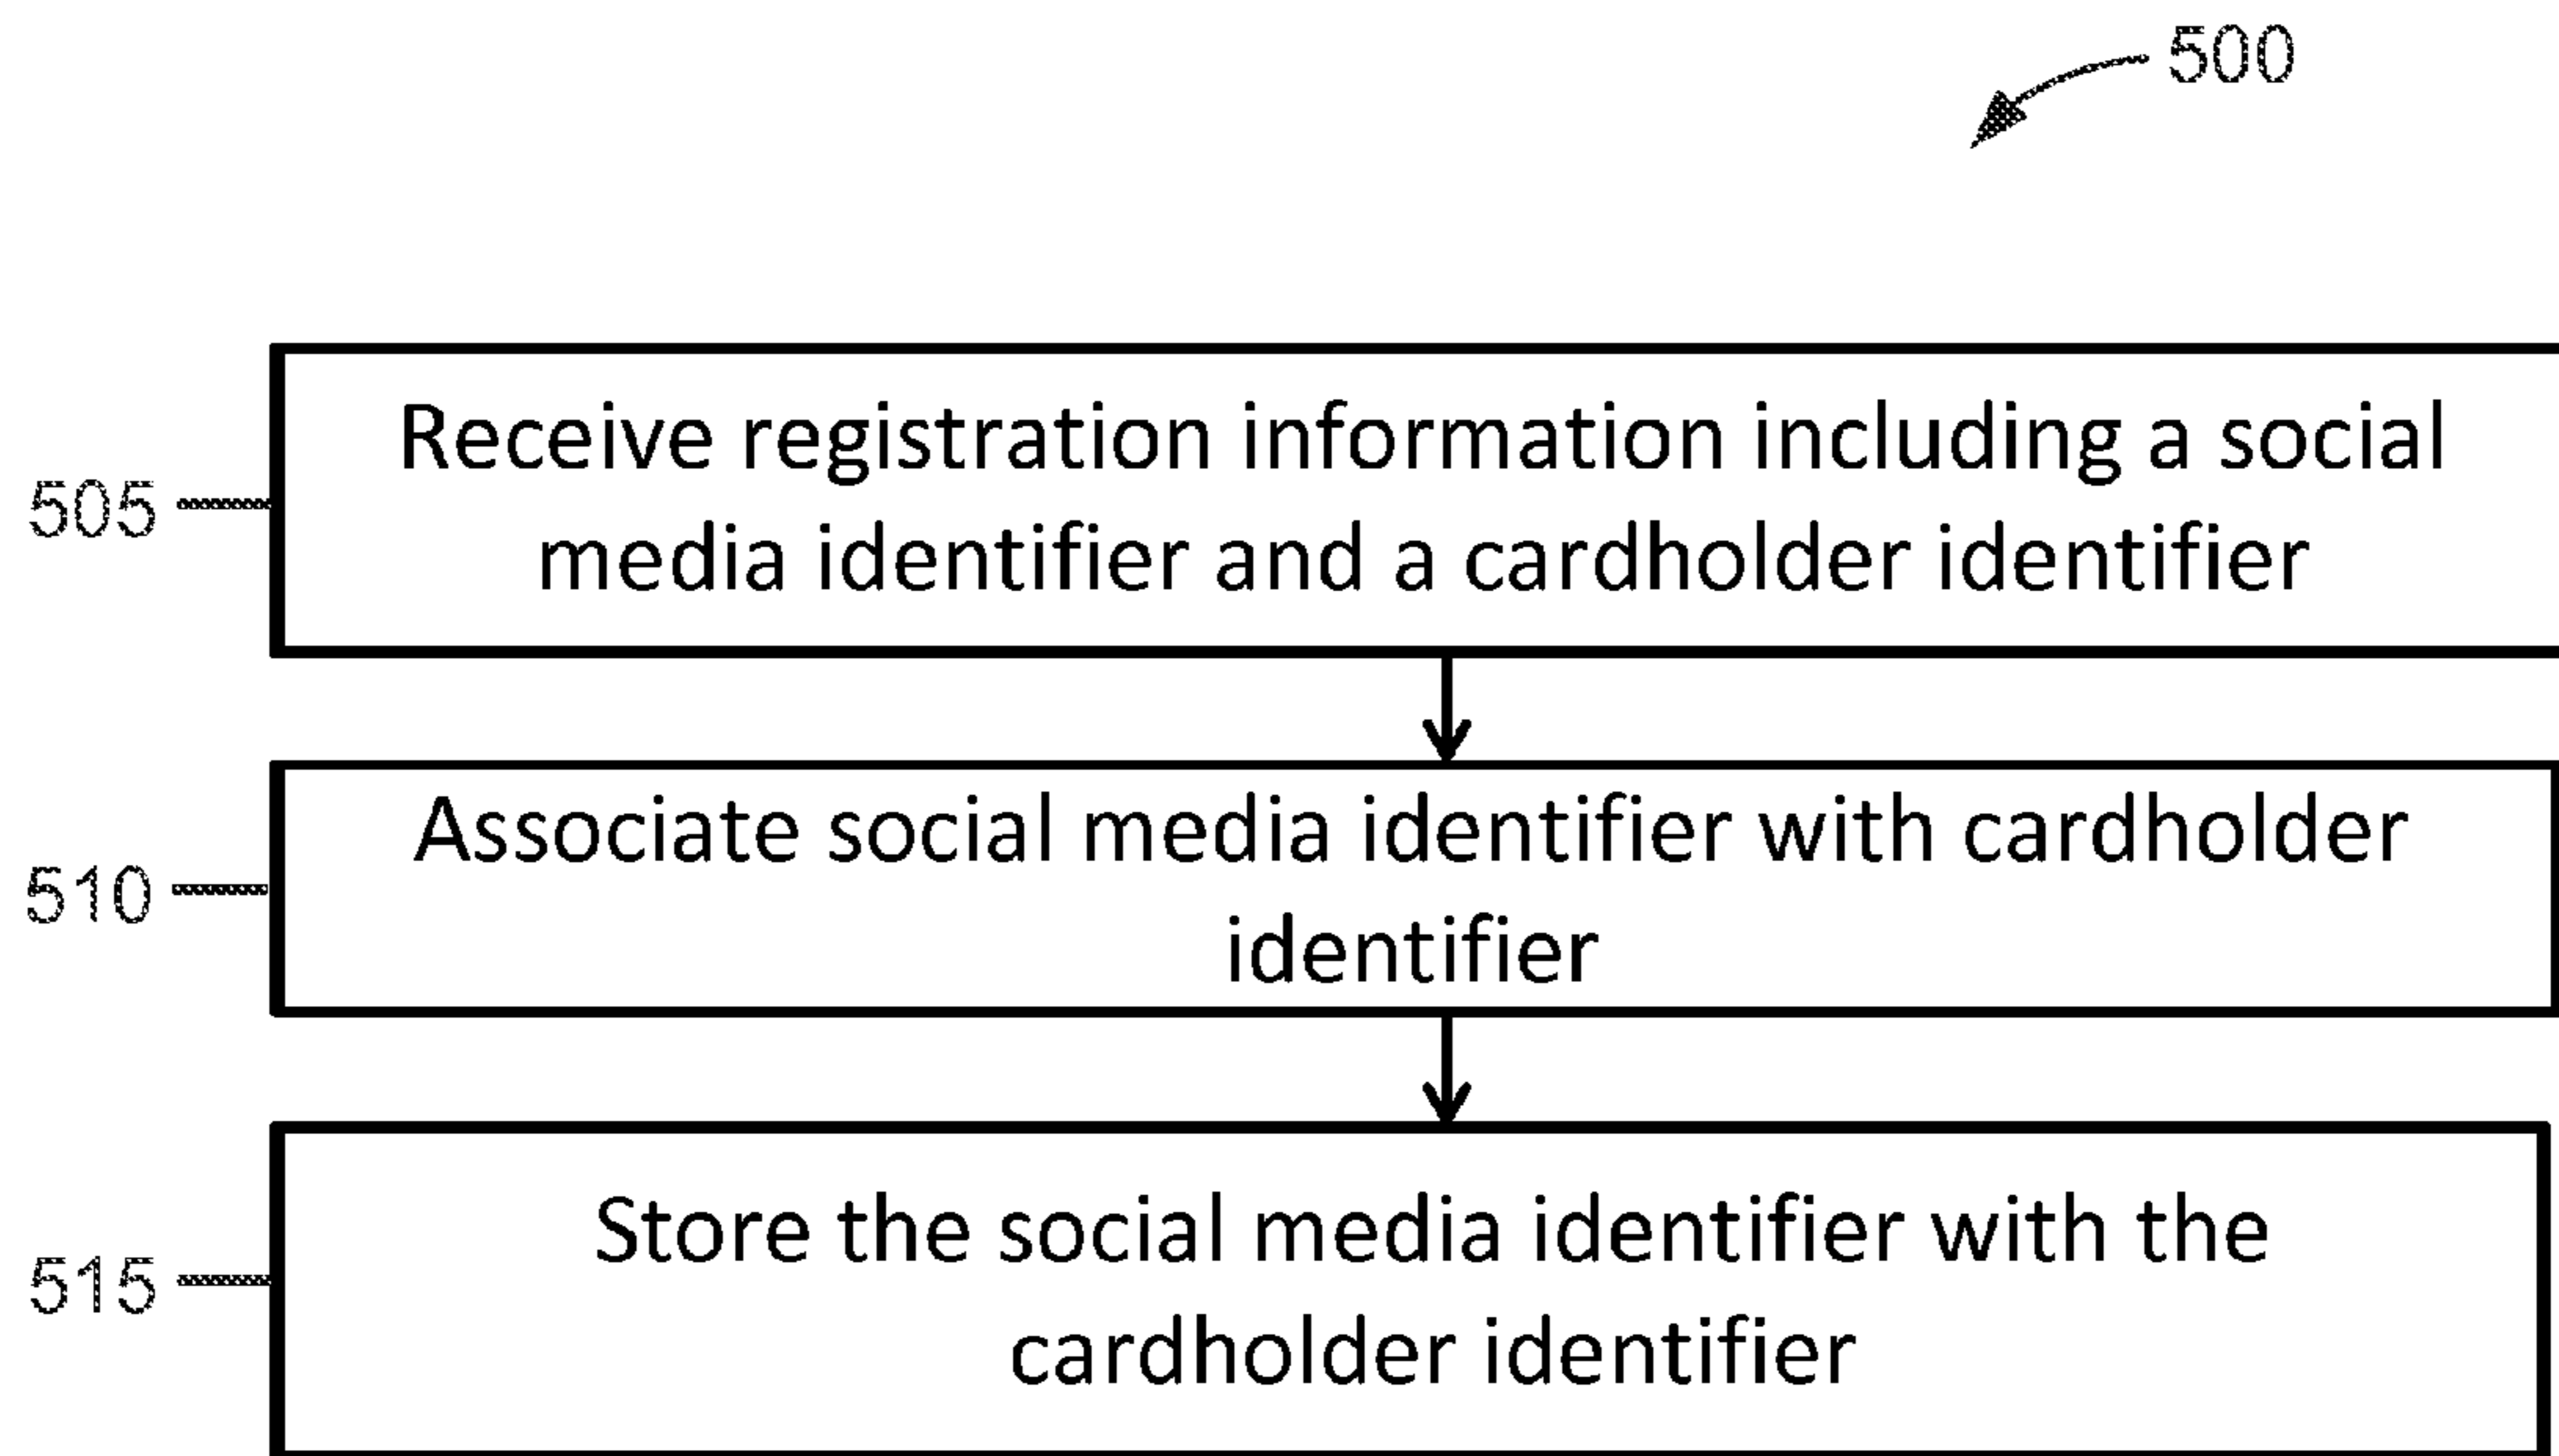 500
505
Receive registration information including a social
media identifier and a cardholder identifier
510
Associate social media identifier with cardholder
identifier
515
Store the social media identifier with the
cardholder identifier